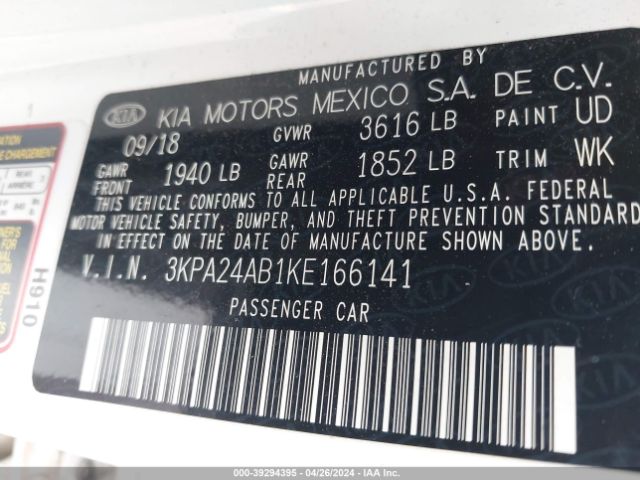 MANUFACTURED BY
KIA KIA MOTORS MEXICO S.A. DE C.V.
09/18 GVWR 3616 LB PAINT UD
GAWR FRONT 1940 LB GAWR REAR 1852 LB TRIM WK
THIS VEHICLE CONFORMS TO ALL APPLICABLE U.S.A. FEDERAL
MOTOR VEHICLE SAFETY, BUMPER, AND THEFT PREVENTION STANDARD
IN EFFECT ON THE DATE OF MANUFACTURE SHOWN ABOVE.
V.I.N. 3KPA24AB1KE166141
PASSENGER CAR
H910
000-39294395 - 04/26/2024 - IAA Inc.